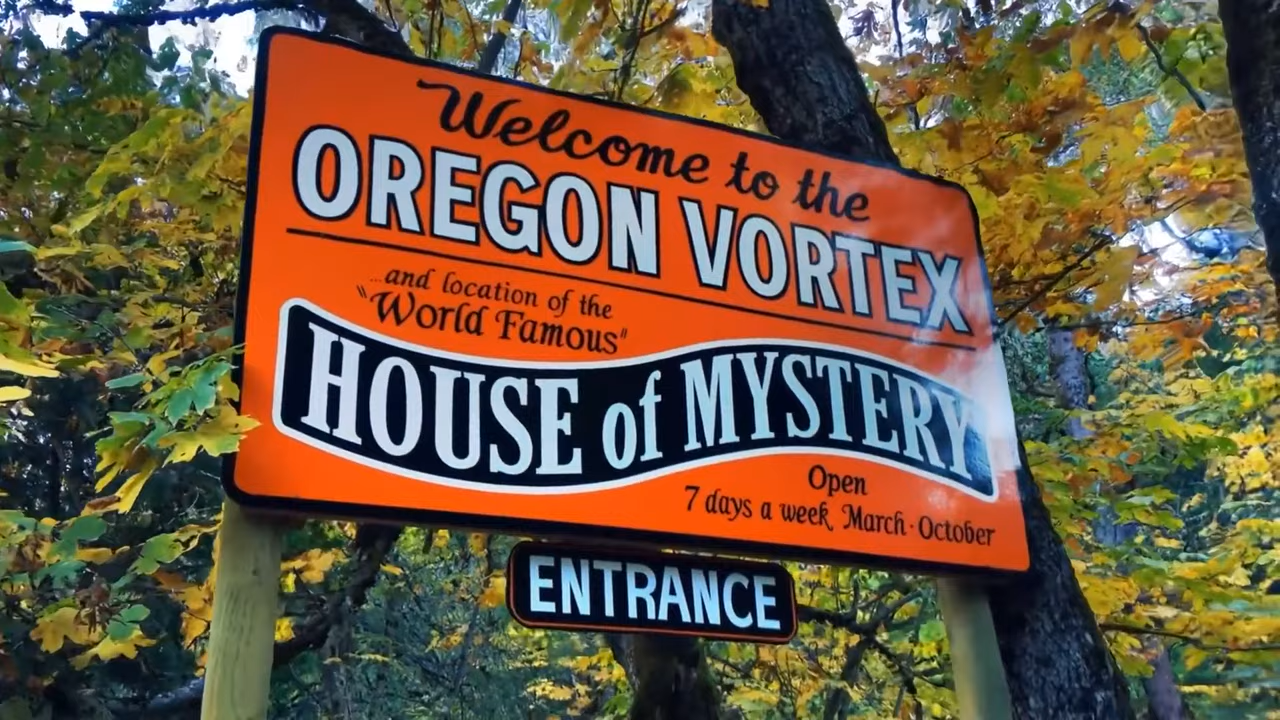 Welcome to the
OREGON VORTEX
...and location of the
"World Famous"
HOUSE of MYSTERY
Open
7 days a week March · October
ENTRANCE